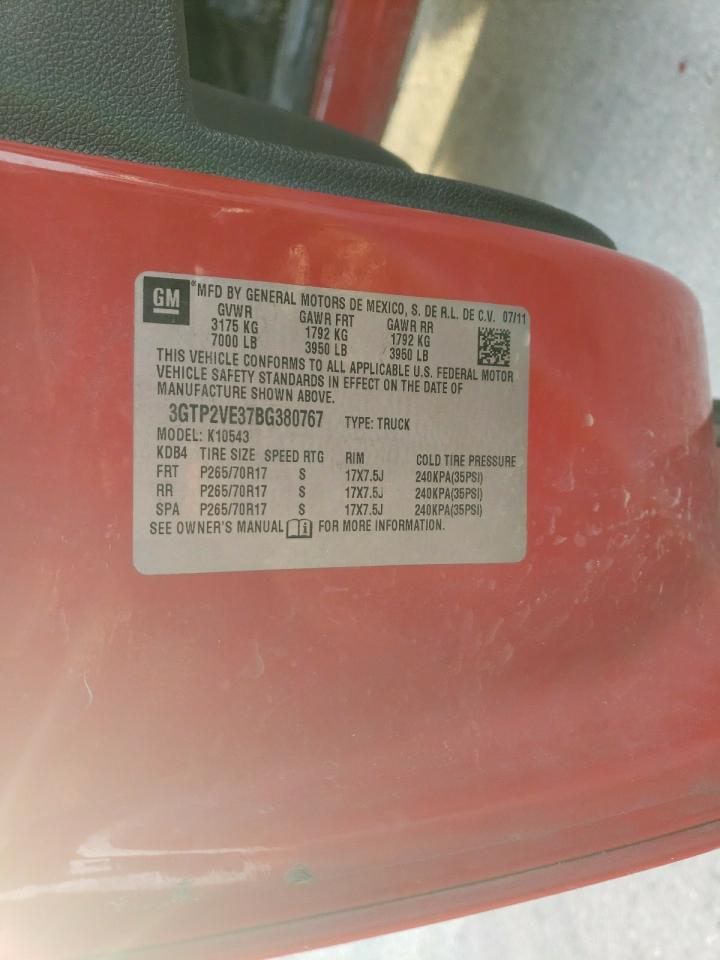 GM ®MFD BY GENERAL MOTORS DE MEXICO, S. DE R.L. DE C.V. 07/11
GVWR GAWR FRT GAWR RR
3175 KG 1792 KG 1792 KG
7000 LB 3950 LB 3950 LB
THIS VEHICLE CONFORMS TO ALL APPLICABLE U.S. FEDERAL MOTOR
VEHICLE SAFETY STANDARDS IN EFFECT ON THE DATE OF
MANUFACTURE SHOWN ABOVE.
3GTP2VE37BG380767 TYPE: TRUCK
MODEL: K10543
KDB4 TIRE SIZE SPEED RTG RIM COLD TIRE PRESSURE
FRT P265/70R17 S 17X7.5J 240KPA(35PSI)
RR P265/70R17 S 17X7.5J 240KPA(35PSI)
SPA P265/70R17 S 17X7.5J 240KPA(35PSI)
SEE OWNER'S MANUAL i FOR MORE INFORMATION.